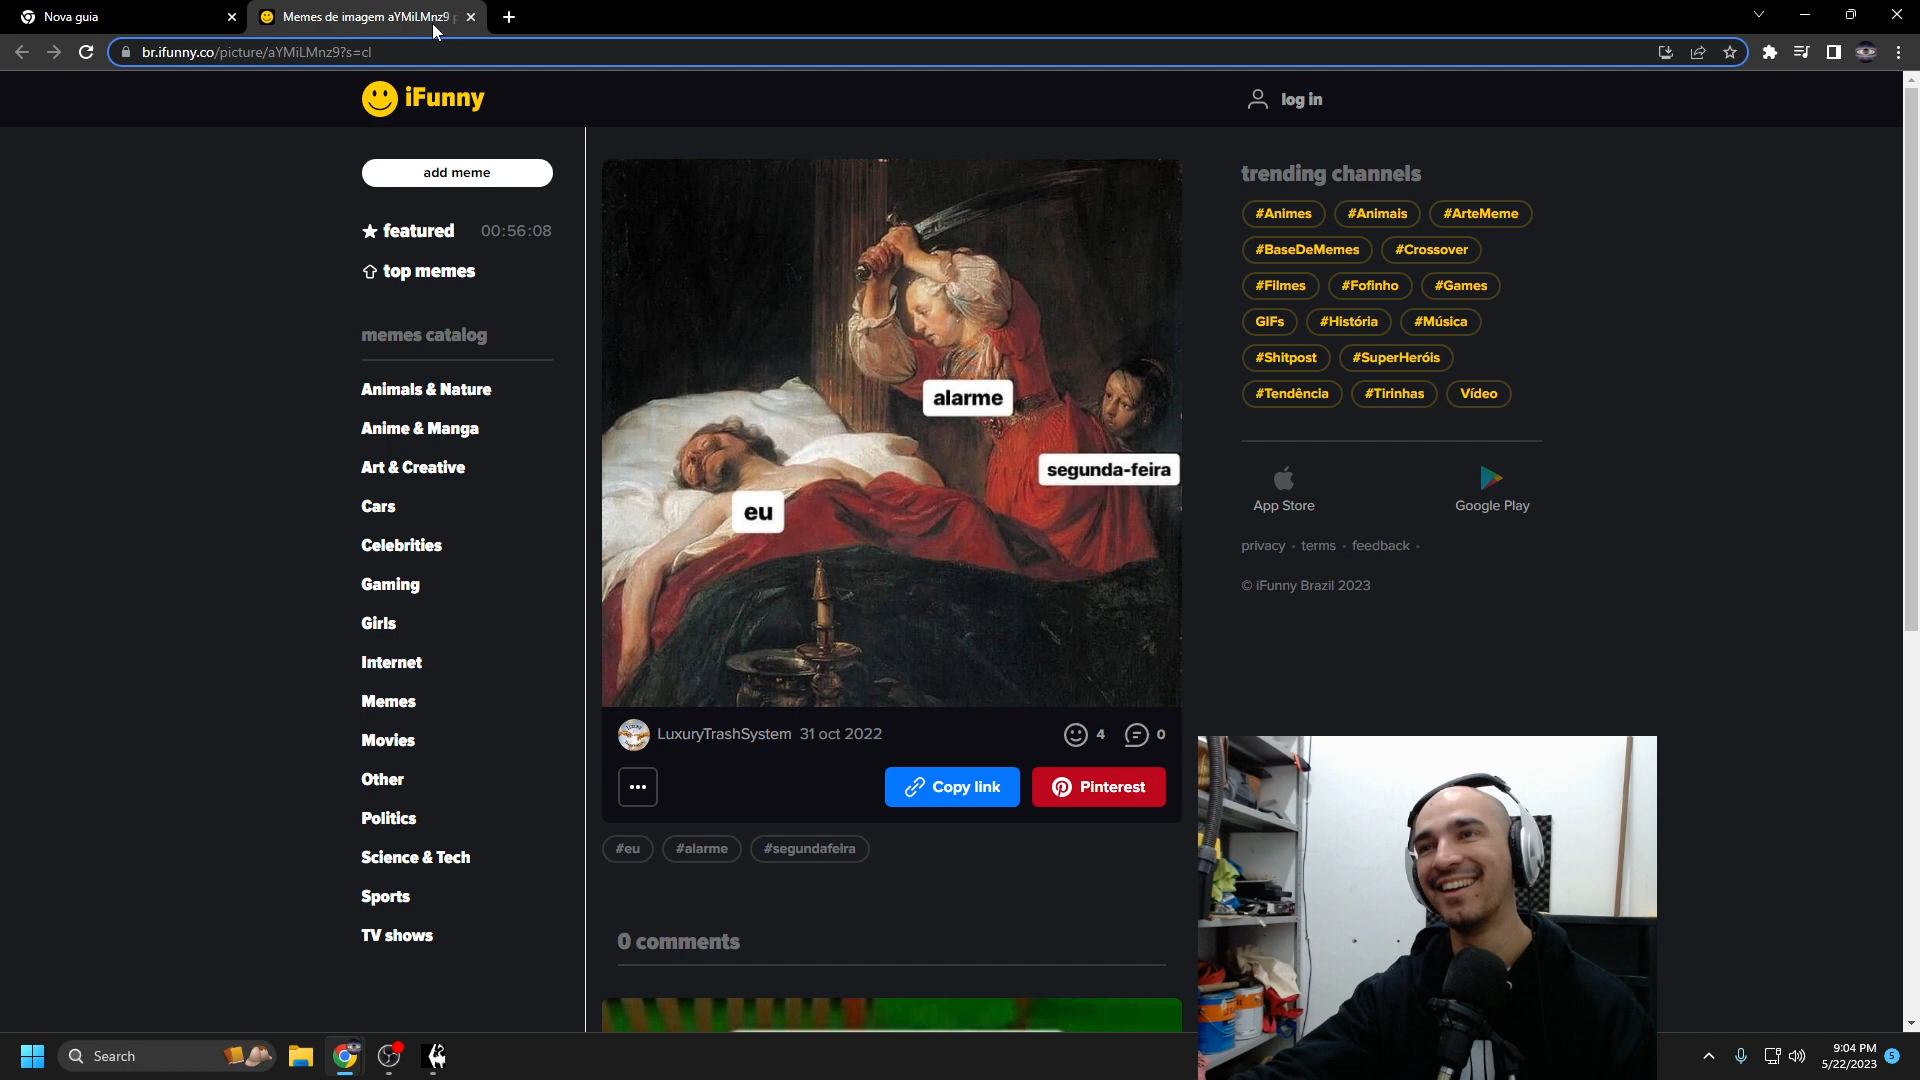 Nova guia
Memes de imagem aYMiLMnz9
br.ifunny.co/picture/aYMiLMnz9?s=cl
iFunny
log in
add meme
featured 00:56:08
top memes
memes catalog
Animals & Nature
Anime & Manga
Art & Creative
Cars
Celebrities
Gaming
Girls
Internet
Memes
Movies
Other
Politics
Science & Tech
Sports
TV shows
alarme
segunda-feira
eu
LuxuryTrashSystem 31 oct 2022
4 0
Copy link
Pinterest
#eu #alarme #segundafeira
0 comments
trending channels
#Animes #Animais #ArteMeme
#BaseDeMemes #Crossover
#Filmes #Fofinho #Games
GIFs #História #Música
#Shitpost #SuperHeróis
#Tendência #Tirinhas Vídeo
App Store Google Play
privacy · terms · feedback ·
© iFunny Brazil 2023
Search
9:04 PM
5/22/2023
5